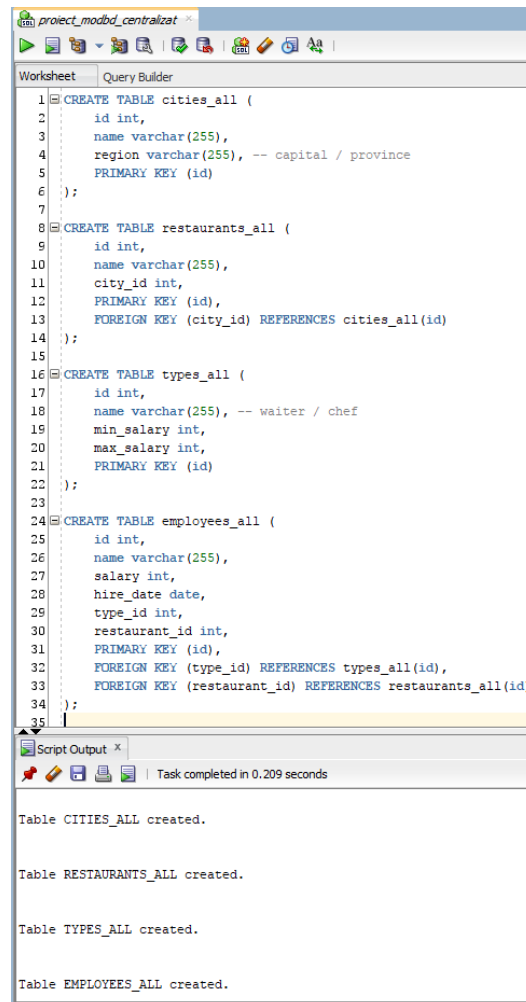 proiect_modbd_centralizat
Worksheet Query Builder
1 CREATE TABLE cities_all (
2 id int,
3 name varchar(255),
4 region varchar(255), -- capital / province
5 PRIMARY KEY (id)
6 );
7
8 CREATE TABLE restaurants_all (
9 id int,
10 name varchar(255),
11 city_id int,
12 PRIMARY KEY (id),
13 FOREIGN KEY (city_id) REFERENCES cities_all(id)
14 );
15
16 CREATE TABLE types_all (
17 id int,
18 name varchar(255), -- waiter / chef
19 min_salary int,
20 max_salary int,
21 PRIMARY KEY (id)
22 );
23
24 CREATE TABLE employees_all (
25 id int,
26 name varchar(255),
27 salary int,
28 hire_date date,
29 type_id int,
30 restaurant_id int,
31 PRIMARY KEY (id),
32 FOREIGN KEY (type_id) REFERENCES types_all(id),
33 FOREIGN KEY (restaurant_id) REFERENCES restaurants_all(id
34 );
35
Script Output x
Task completed in 0.209 seconds
Table CITIES_ALL created.
Table RESTAURANTS_ALL created.
Table TYPES_ALL created.
Table EMPLOYEES_ALL created.